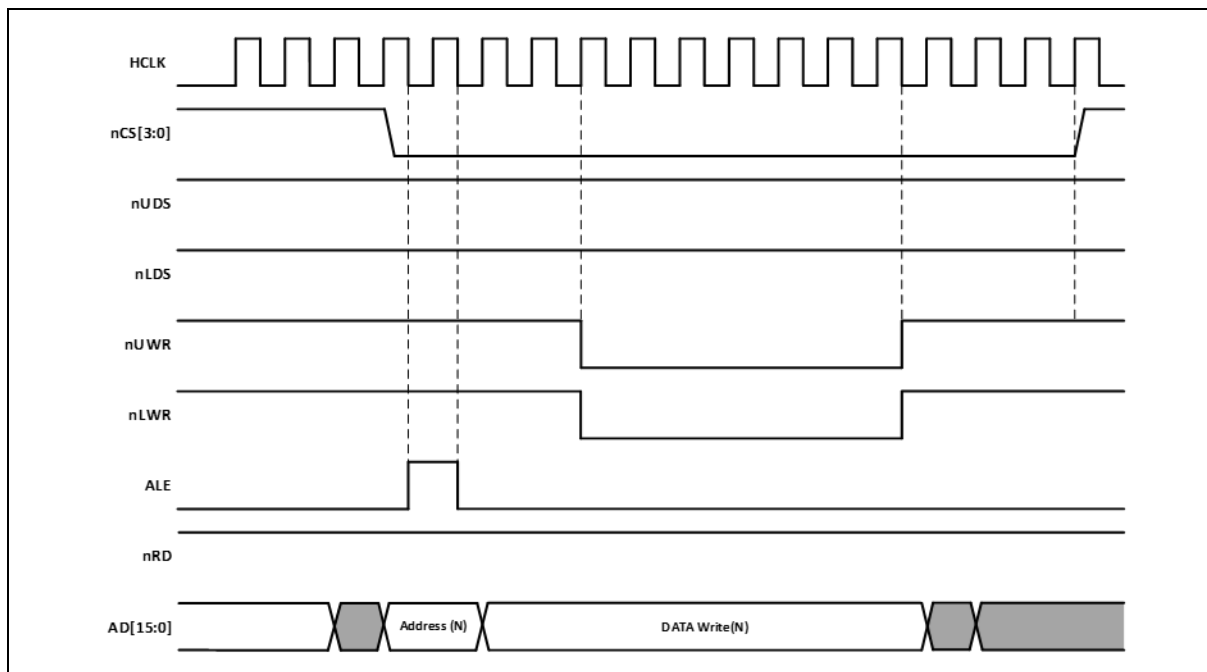 HCLK
nCS[3:0]
nUDS
nLDS
nUWR
nLWR
ALE
nRD
AD[15:0] Address (N) DATA Write(N)